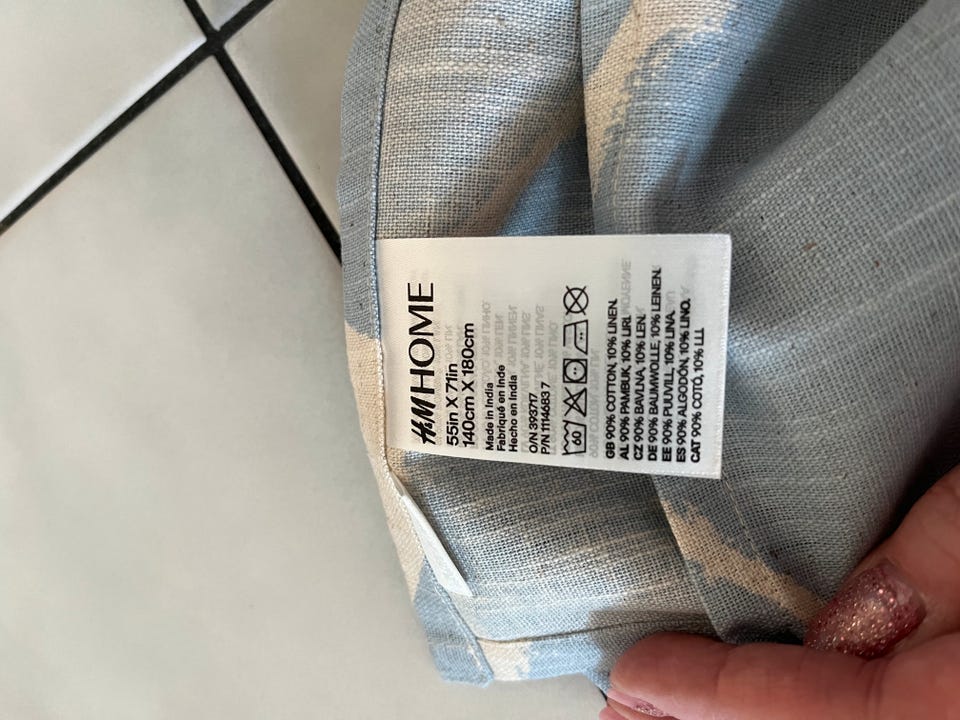 H&M HOME
55in X 71in
140cm X 180cm
Made in India
Fabriqué en Inde
Hecho en India
O/N 393717
P/N 1114683 7
60
GB 90% COTTON, 10% LINEN.
AL 90% PAMBUK, 10% LIRI.
CZ 90% BAVLNA, 10% LEN.
DE 90% BAUMWOLLE, 10% LEINEN.
EE 90% PUUVILL, 10% LINA.
ES 90% ALGODÓN, 10% LINO.
CAT 90% COTÓ, 10% LLI